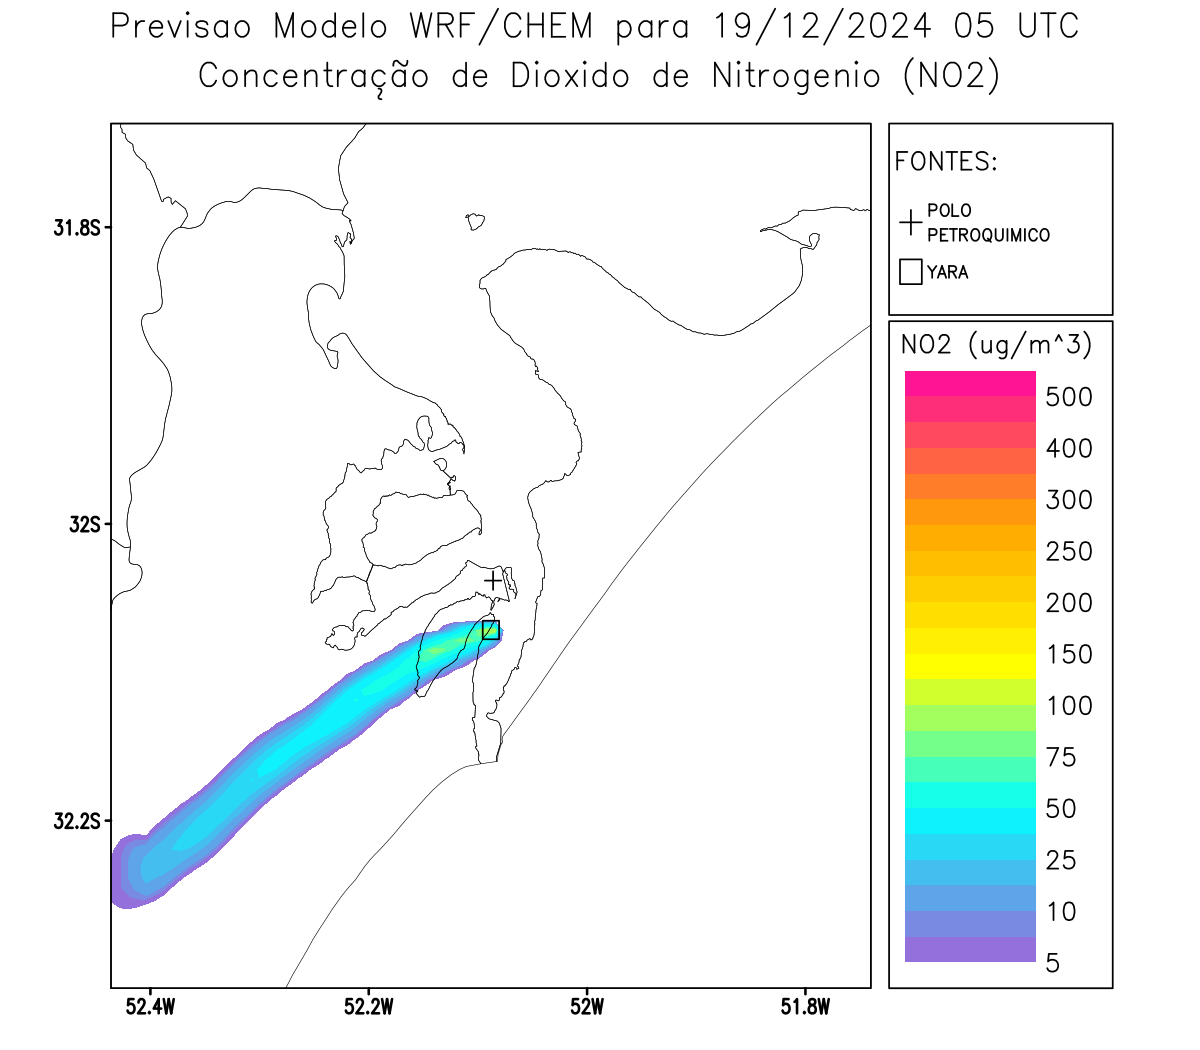 Previsao Modelo WRF/CHEM para 19/12/2024 05 UTC
Concentração de Dioxido de Nitrogenio (NO2)
FONTES:
POLO
PETROQUIMICO
YARA
NO2 (ug/m^3)
500
400
300
250
200
150
100
75
50
25
10
5
31.8S
32S
32.2S
52.4W
52.2W
52W
51.8W